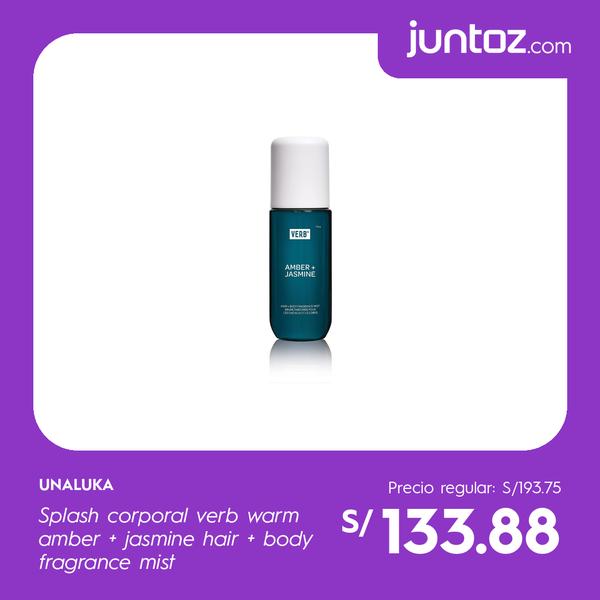 juntoz.com
VERB
AMBER +
JASMINE
UNALUKA
Splash corporal verb warm
amber + jasmine hair + body
fragrance mist
Precio regular: S/193.75
S/ 133.88